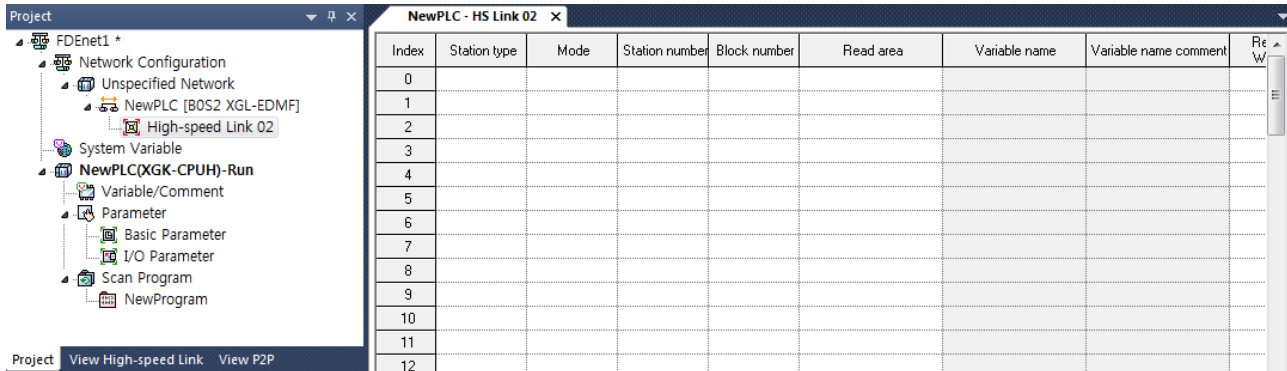 Project
FDEnet1 *
Network Configuration
Unspecified Network
NewPLC [B0S2 XGL-EDMF]
High-speed Link 02
System Variable
NewPLC(XGK-CPUH)-Run
Variable/Comment
Parameter
Basic Parameter
I/O Parameter
Scan Program
NewProgram
Project View High-speed Link View P2P
NewPLC - HS Link 02
Index Station type Mode Station number Block number Read area Variable name Variable name comment
0
1
2
3
4
5
6
7
8
9
10
11
12